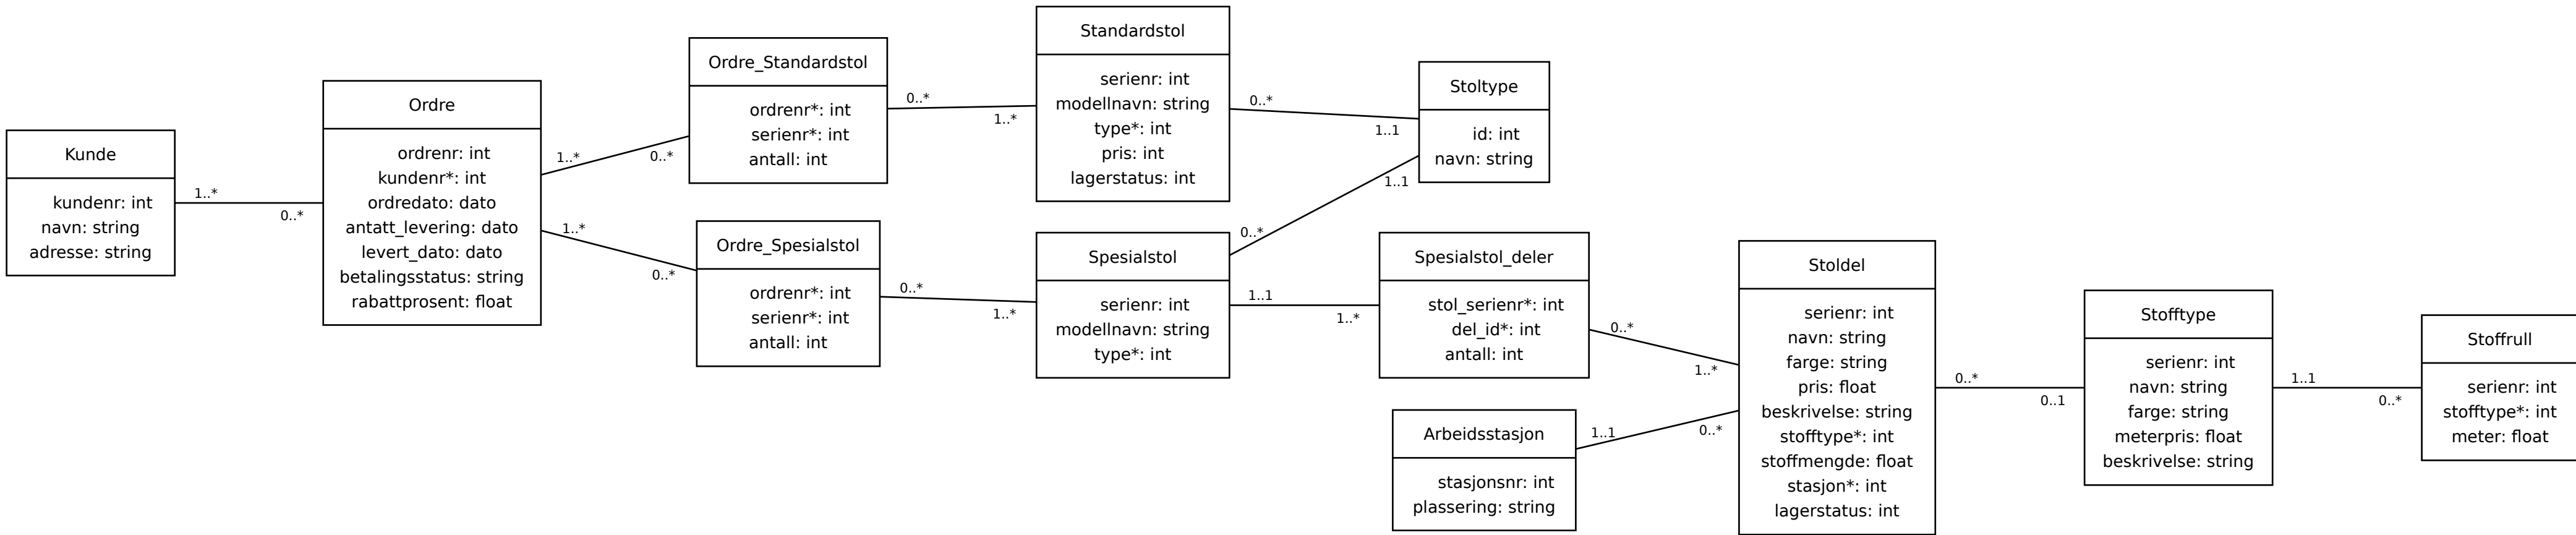 Kunde
kundenr: int
navn: string
adresse: string
1..*
0..*
Ordre
ordrenr: int
kundenr*: int
ordredato: dato
antatt_levering: dato
levert_dato: dato
betalingsstatus: string
rabattprosent: float
1..*
0..*
1..*
0..*
Ordre_Standardstol
ordrenr*: int
serienr*: int
antall: int
0..*
1..*
Ordre_Spesialstol
ordrenr*: int
serienr*: int
antall: int
0..*
1..*
Standardstol
serienr: int
modellnavn: string
type*: int
pris: int
lagerstatus: int
0..*
1..1
Spesialstol
serienr: int
modellnavn: string
type*: int
0..*
1..1
1..1
1..*
Stoltype
id: int
navn: string
Spesialstol_deler
stol_serienr*: int
del_id*: int
antall: int
0..*
1..*
Arbeidsstasjon
stasjonsnr: int
plassering: string
1..1
0..*
Stoldel
serienr: int
navn: string
farge: string
pris: float
beskrivelse: string
stofftype*: int
stoffmengde: float
stasjon*: int
lagerstatus: int
0..*
0..1
Stofftype
serienr: int
navn: string
farge: string
meterpris: float
beskrivelse: string
1..1
0..*
Stoffrull
serienr: int
stofftype*: int
meter: float